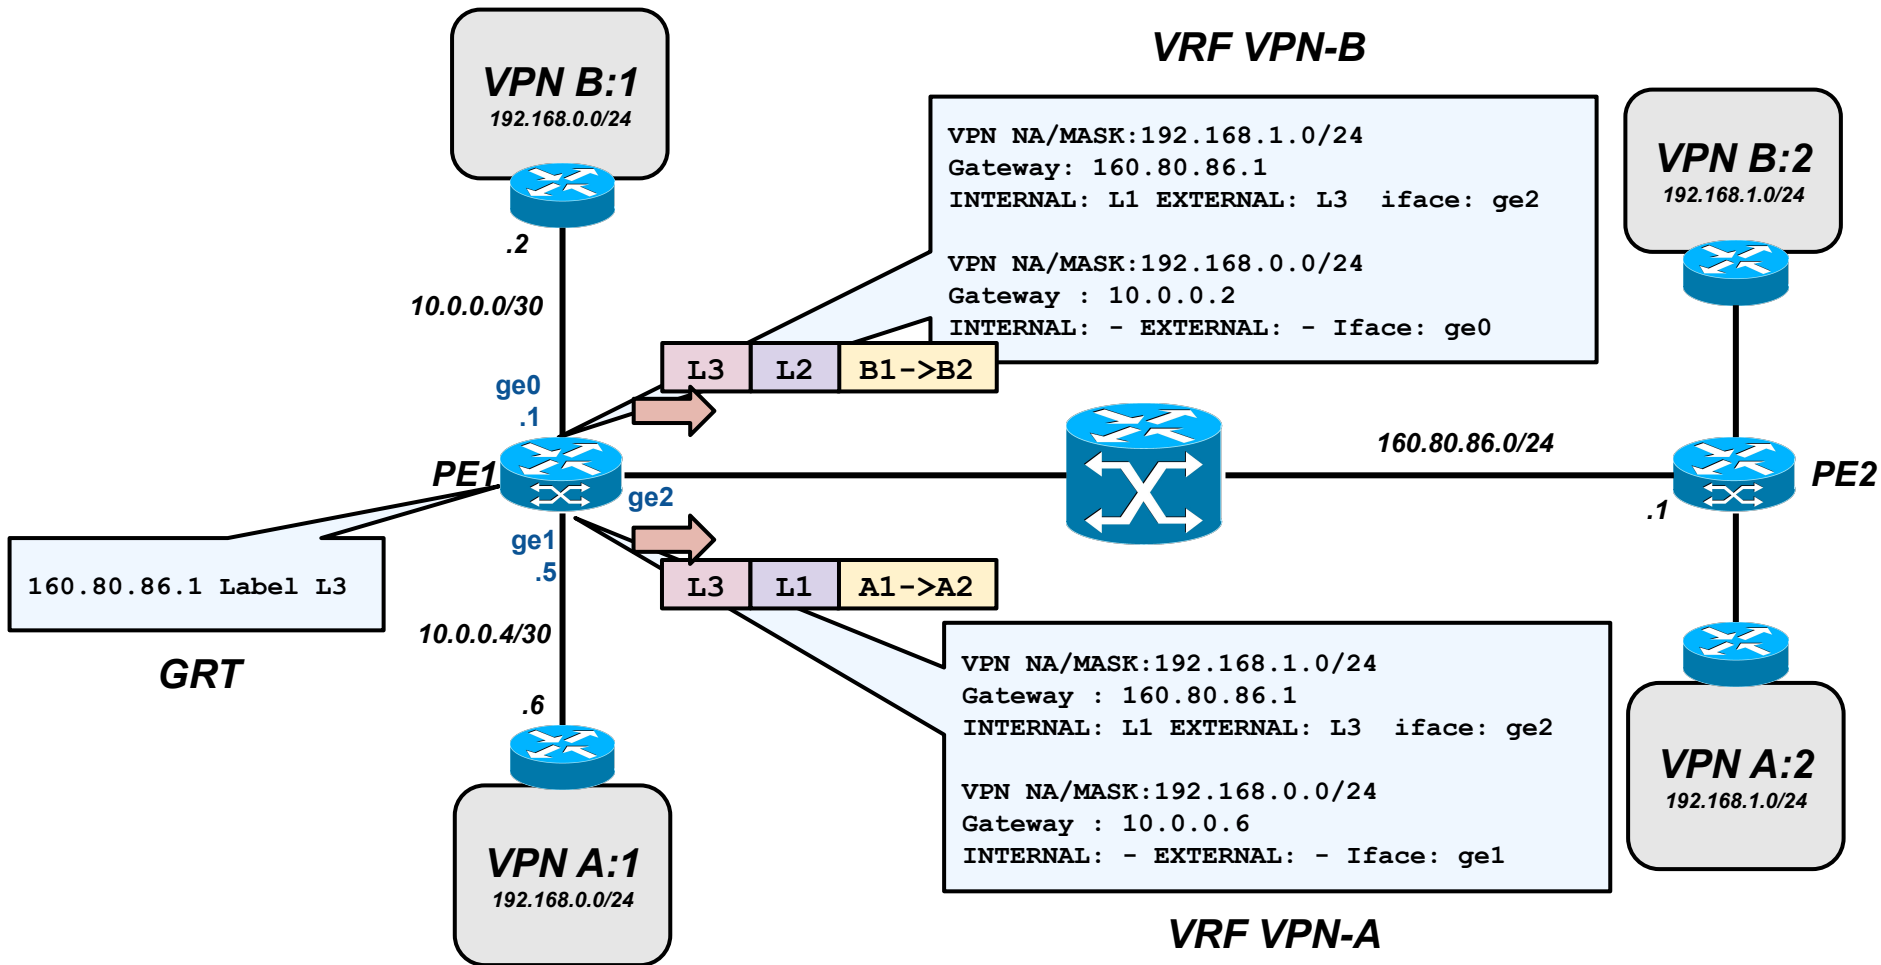 VRF VPN-B
VPN B:1
192.168.0.0/24
VPN NA/MASK:192.168.1.0/24
Gateway: 160.80.86.1
INTERNAL: L1 EXTERNAL: L3  iface: ge2
VPN NA/MASK:192.168.0.0/24
Gateway : 10.0.0.2
INTERNAL: - EXTERNAL: - Iface: ge0
VPN B:2
192.168.1.0/24
.2
10.0.0.0/30
L3 L2 B1->B2
ge0
.1
PE1
ge2
160.80.86.0/24
PE2
.1
ge1
.5
160.80.86.1 Label L3
GRT
L3 L1 A1->A2
10.0.0.4/30
.6
VPN NA/MASK:192.168.1.0/24
Gateway : 160.80.86.1
INTERNAL: L1 EXTERNAL: L3  iface: ge2
VPN NA/MASK:192.168.0.0/24
Gateway : 10.0.0.6
INTERNAL: - EXTERNAL: - Iface: ge1
VPN A:2
192.168.1.0/24
VPN A:1
192.168.0.0/24
VRF VPN-A